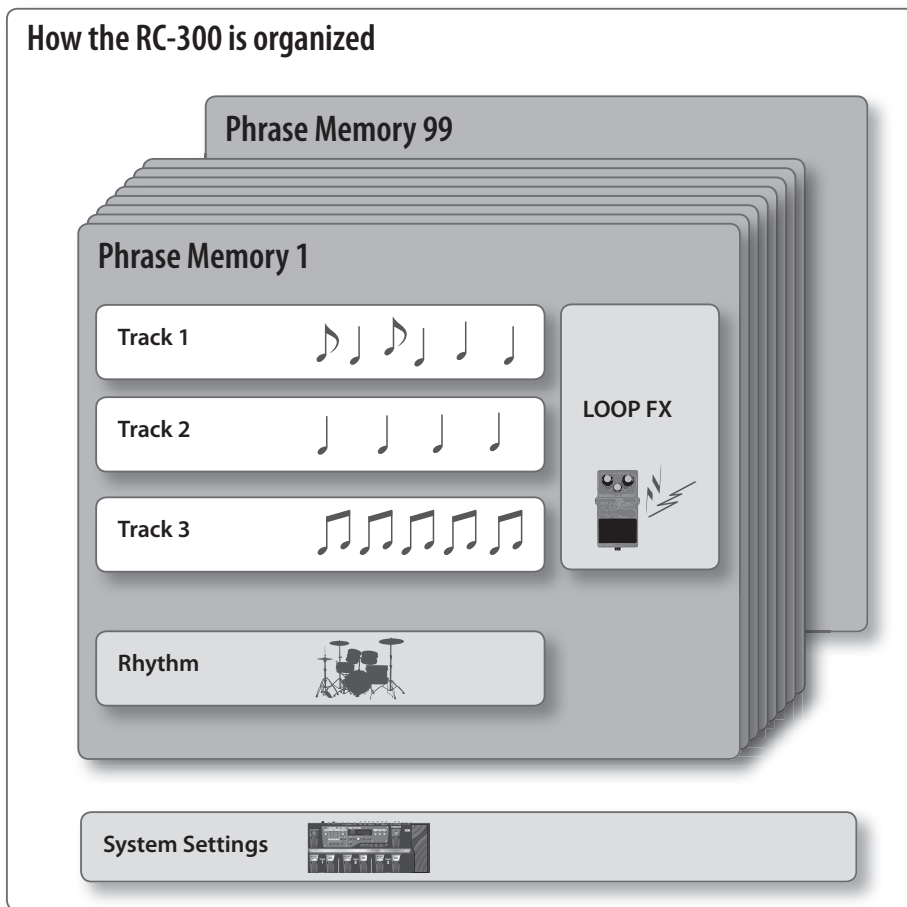 How the RC-300 is organized
Phrase Memory 99
Phrase Memory 1
Track 1
Track 2
Track 3
LOOP FX
Rhythm
System Settings